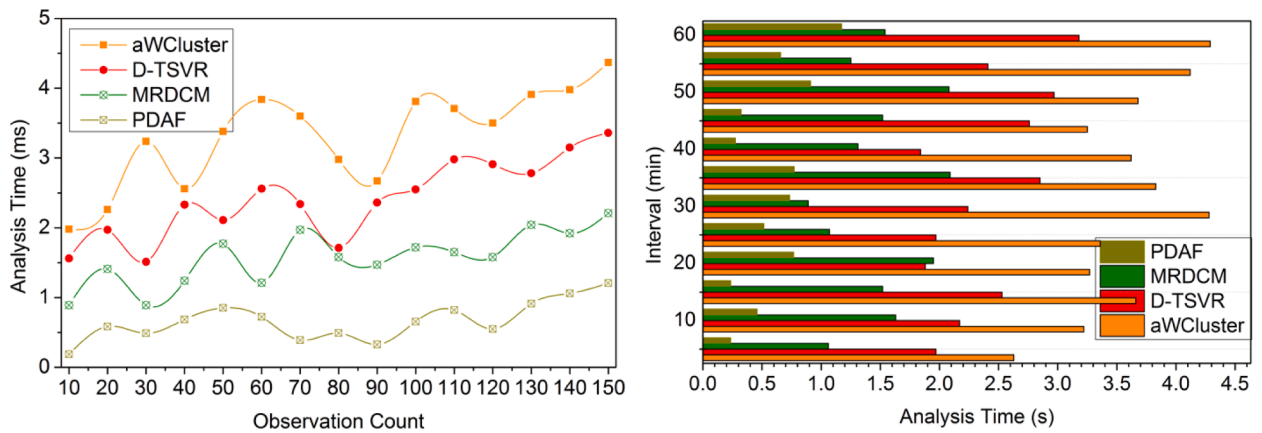 5
4
3
2
1
0
Analysis Time (ms)
aWCluster
D-TSVR
MRDCM
PDAF
10 20 30 40 50 60 70 80 90 100 110 120 130 140 150
Observation Count
60
50
40
30
20
10
Interval (min)
PDAF
MRDCM
D-TSVR
aWCluster
0.0 0.5 1.0 1.5 2.0 2.5 3.0 3.5 4.0 4.5
Analysis Time (s)